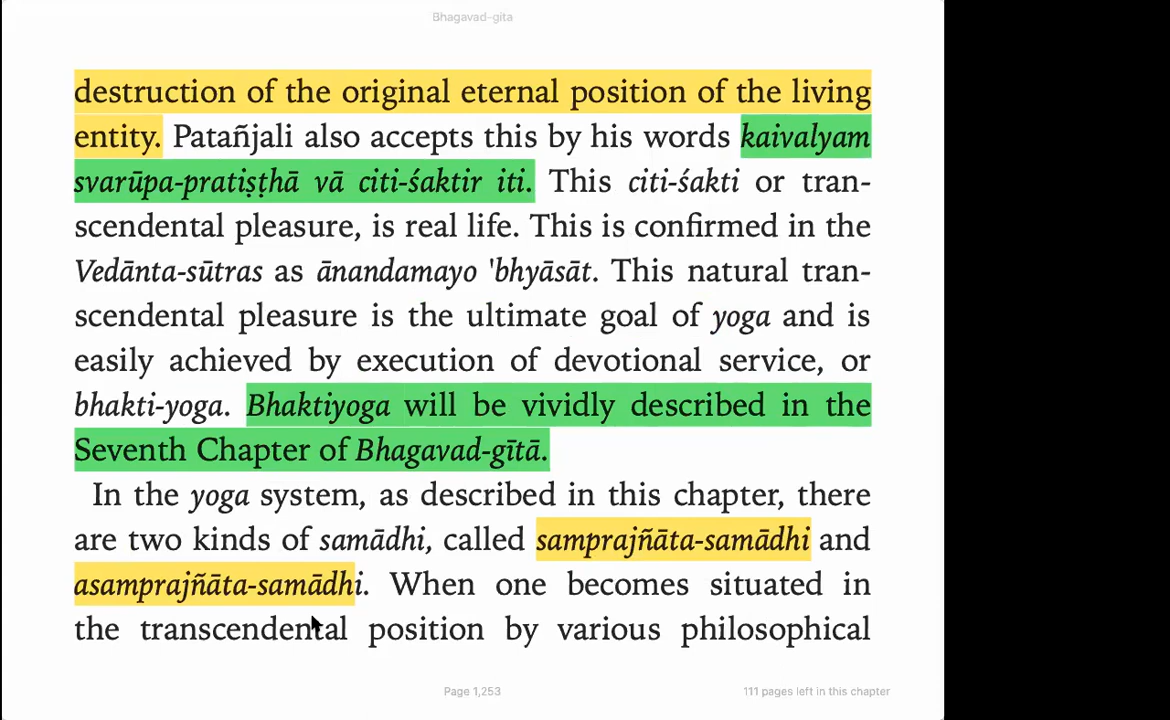 Bhagavad-gita
destruction of the original eternal position of the living
entity. Patañjali also accepts this by his words kaivalyam
svarūpa-pratiṣṭhā vā citi-śaktir iti. This citi-śakti or tran-
scendental pleasure, is real life. This is confirmed in the
Vedānta-sūtras as ānandamayo 'bhyāsāt. This natural tran-
scendental pleasure is the ultimate goal of yoga and is
easily achieved by execution of devotional service, or
bhakti-yoga. Bhaktiyoga will be vividly described in the
Seventh Chapter of Bhagavad-gītā.
In the yoga system, as described in this chapter, there
are two kinds of samādhi, called samprajñāta-samādhi and
asamprajñāta-samādhi. When one becomes situated in
the transcendental position by various philosophical
Page 1,253
111 pages left in this chapter